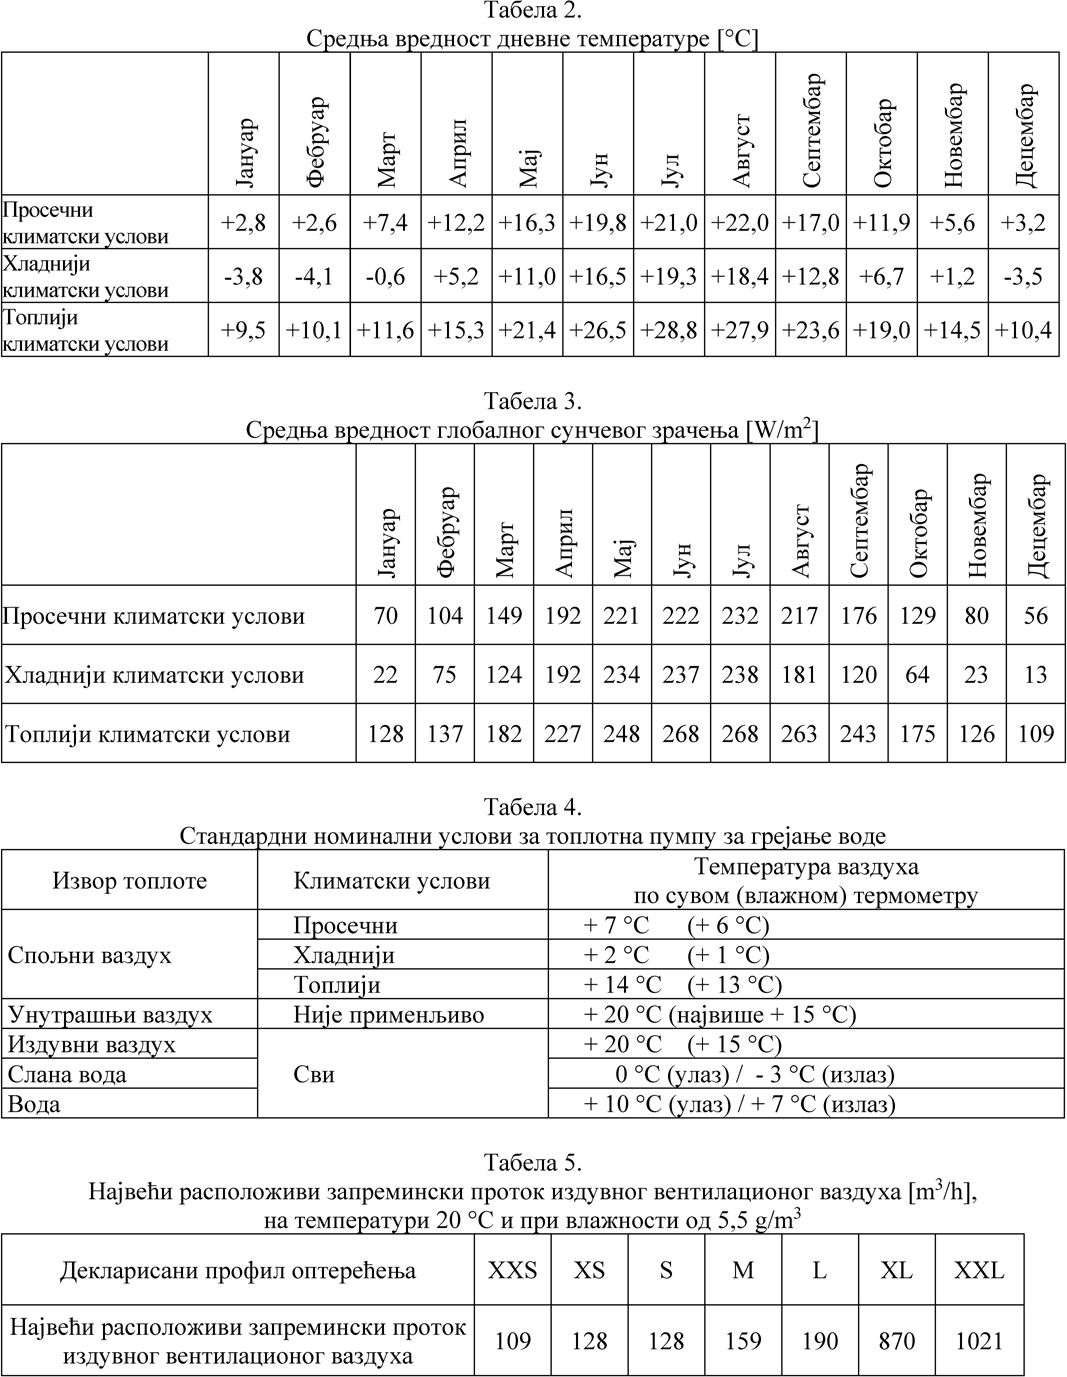 Табела 2.
Средња вредност дневне температуре [°C]
Јануар Фебруар Март Април Мај Јун Јул Август Септембар Октобар Новембар Децембар
Просечни
климатски услови +2,8 +2,6 +7,4 +12,2 +16,3 +19,8 +21,0 +22,0 +17,0 +11,9 +5,6 +3,2
Хладнији
климатски услови -3,8 -4,1 -0,6 +5,2 +11,0 +16,5 +19,3 +18,4 +12,8 +6,7 +1,2 -3,5
Топлији
климатски услови +9,5 +10,1 +11,6 +15,3 +21,4 +26,5 +28,8 +27,9 +23,6 +19,0 +14,5 +10,4
Табела 3.
Средња вредност глобалног сунчевог зрачења [W/m²]
Јануар Фебруар Март Април Мај Јун Јул Август Септембар Октобар Новембар Децембар
Просечни климатски услови 70 104 149 192 221 222 232 217 176 129 80 56
Хладнији климатски услови 22 75 124 192 234 237 238 181 120 64 23 13
Топлији климатски услови 128 137 182 227 248 268 268 263 243 175 126 109
Табела 4.
Стандардни номинални услови за топлотна пумпу за грејање воде
Извор топлоте Климатски услови Температура ваздуха
по сувом (влажном) термометру
Спољни ваздух Просечни + 7 °C (+ 6 °C)
Хладнији + 2 °C (+ 1 °C)
Топлији + 14 °C (+ 13 °C)
Унутрашњи ваздух Није применљиво + 20 °C (највише + 15 °C)
Издувни ваздух Сви + 20 °C (+ 15 °C)
Слана вода 0 °C (улаз) / - 3 °C (излаз)
Вода + 10 °C (улаз) / + 7 °C (излаз)
Табела 5.
Највећи расположиви запремински проток издувног вентилационог ваздуха [m³/h],
на температури 20 °C и при влажности од 5,5 g/m³
Декларисани профил оптерећења XXS XS S M L XL XXL
Највећи расположиви запремински проток
издувног вентилационог ваздуха 109 128 128 159 190 870 1021